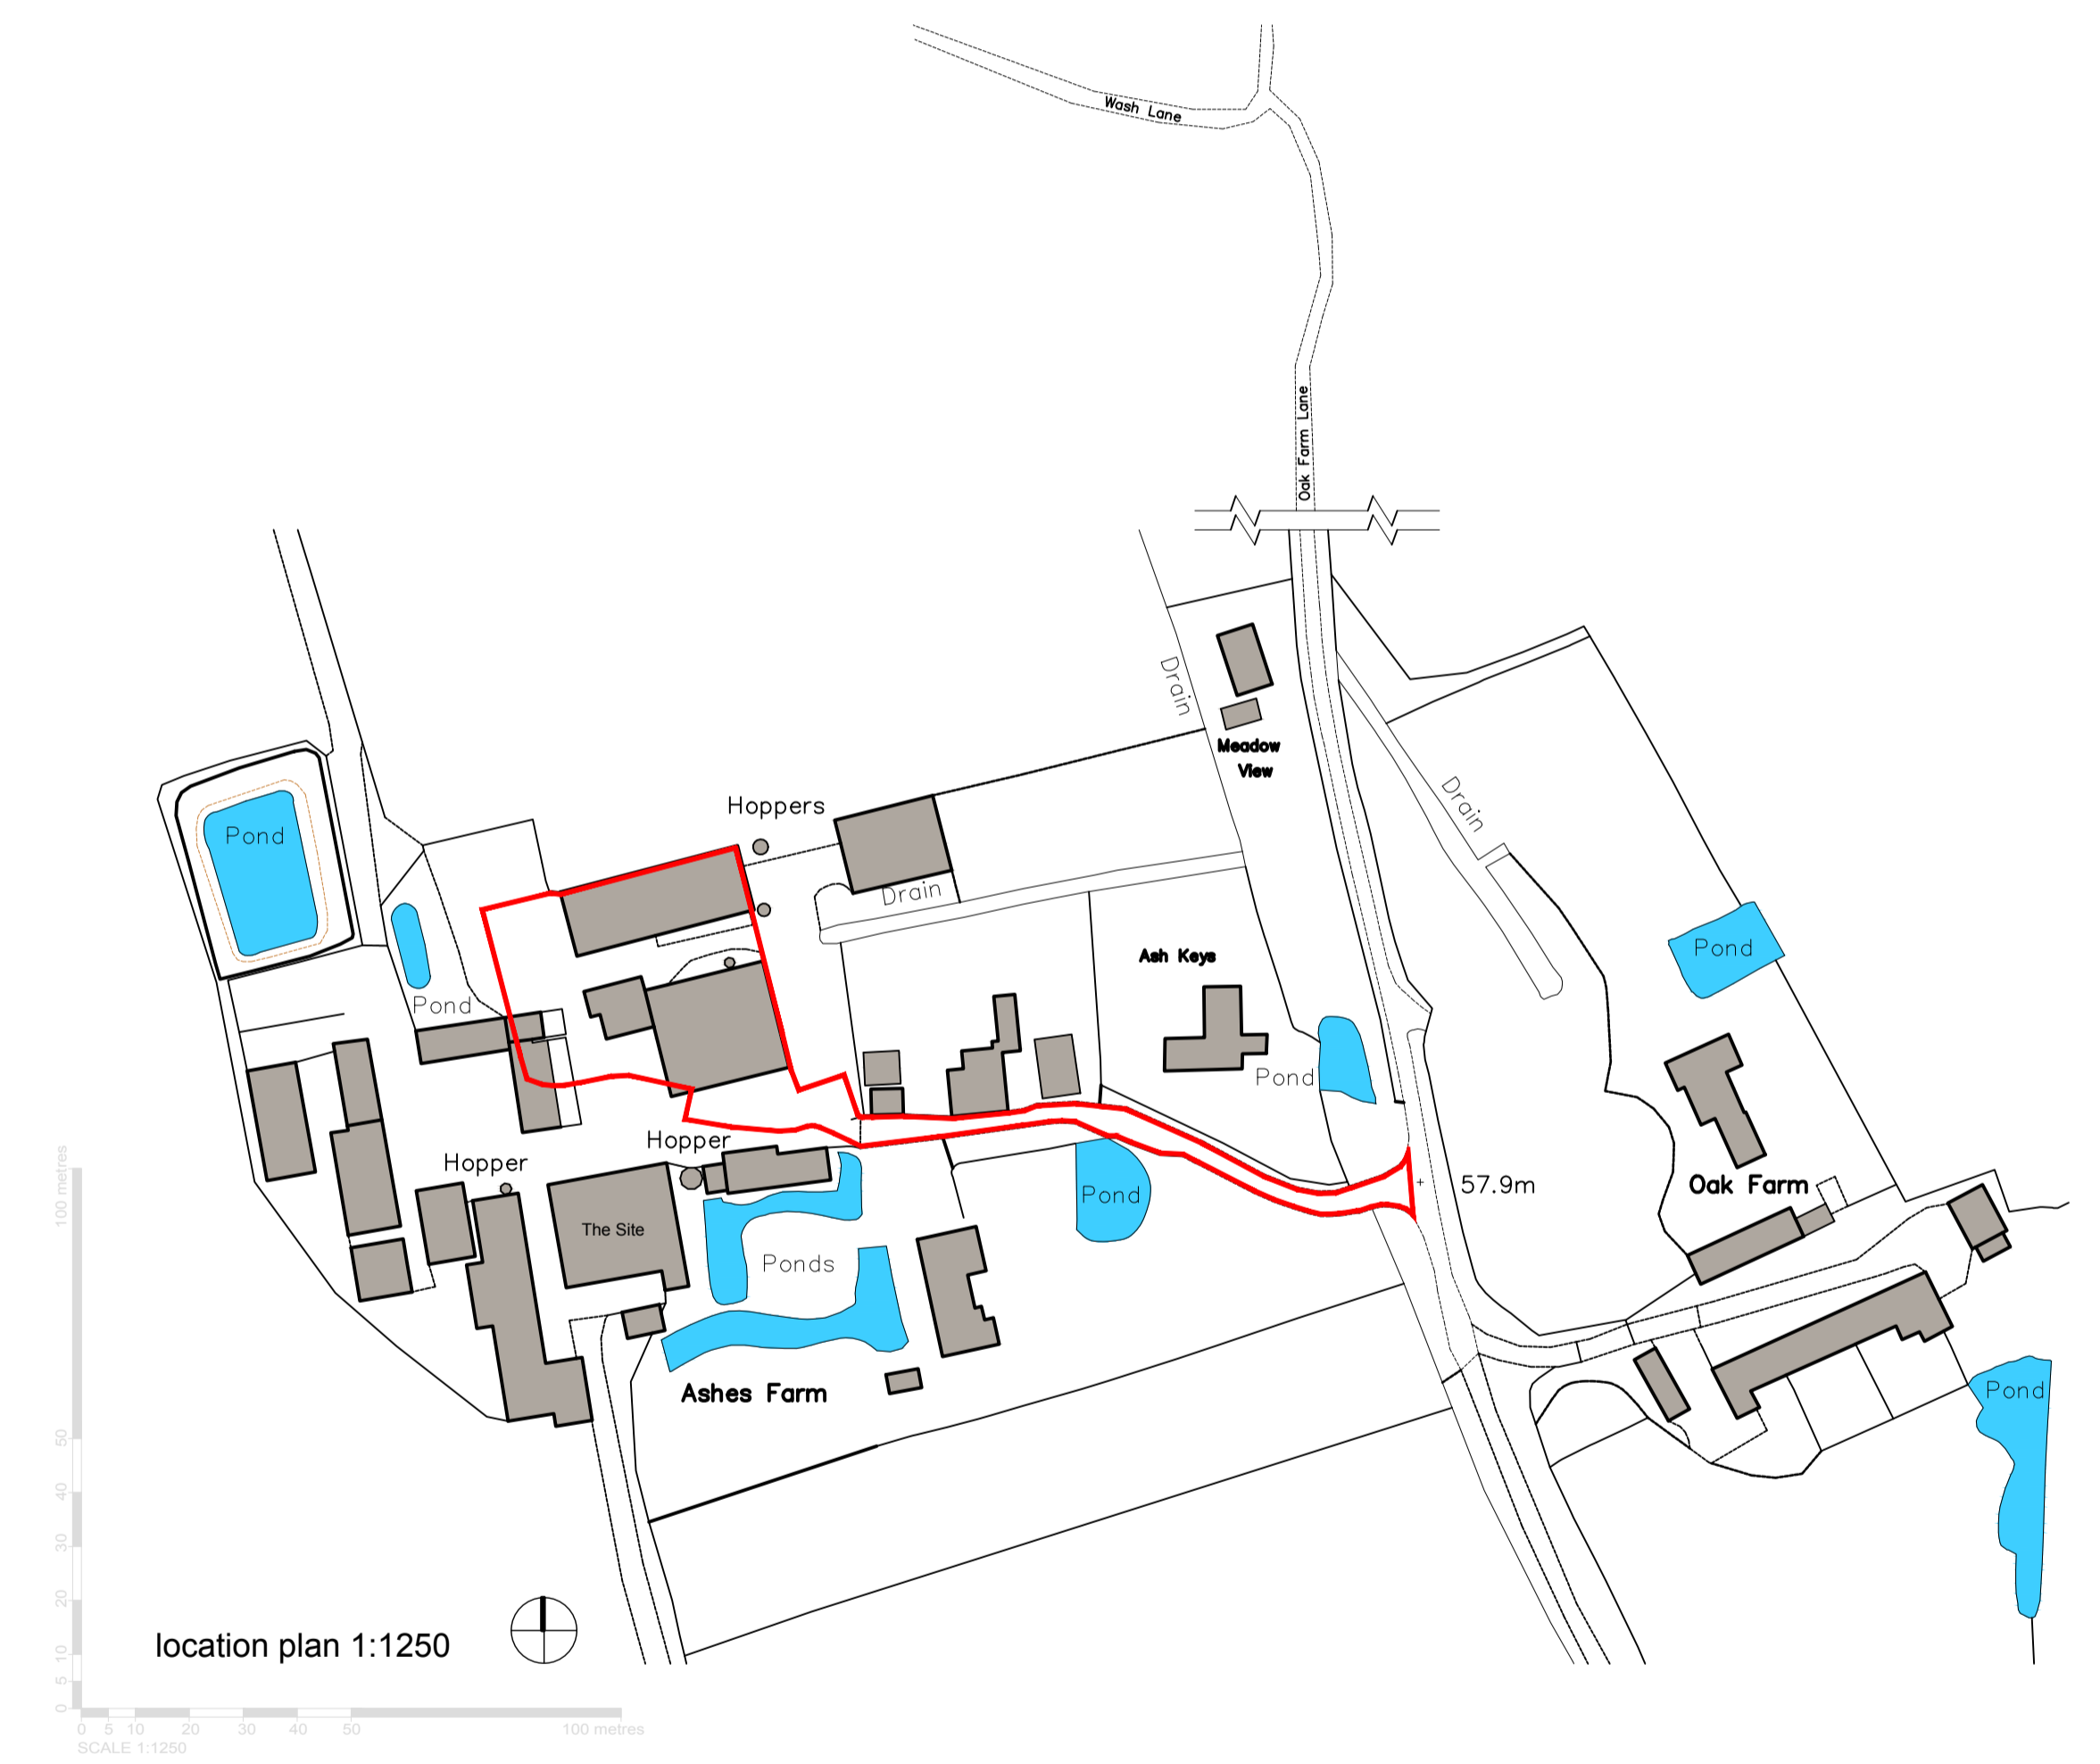 Wash Lane
Oak Farm Lane
Drain
Meadow
View
Drain
Hoppers
Pond
Drain
Pond
Ash Keys
Pond
Pond
Hopper
Hopper
57.9m
Oak Farm
Pond
The Site
Ponds
Ashes Farm
Pond
location plan 1:1250
100 metres
50
40
30
20
10
5
0
0 5 10 20 30 40 50 100 metres
SCALE 1:1250